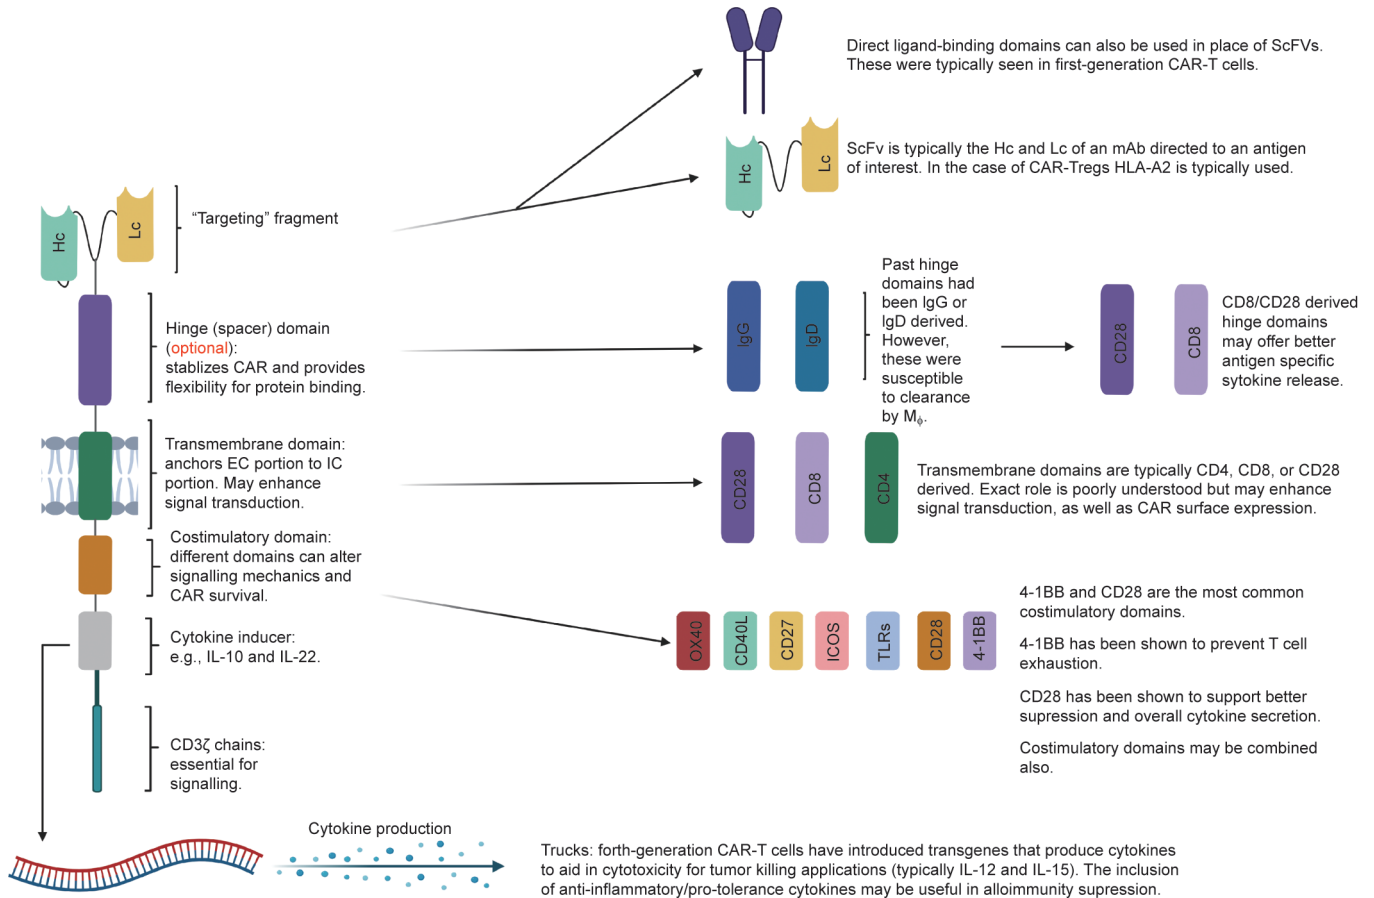 Direct ligand-binding domains can also be used in place of ScFVs.
These were typically seen in first-generation CAR-T cells.
Hc
Lc
ScFv is typically the Hc and Lc of an mAb directed to an antigen
of interest. In the case of CAR-Tregs HLA-A2 is typically used.
Hc
Lc
“Targeting” fragment
Hinge (spacer) domain
(optional):
stablizes CAR and provides
flexibility for protein binding.
IgG
IgD
Past hinge
domains had
been IgG or
IgD derived.
However,
these were
susceptible
to clearance
by Mϕ.
CD28
CD8
CD8/CD28 derived
hinge domains
may offer better
antigen specific
sytokine release.
Transmembrane domain:
anchors EC portion to IC
portion. May enhance
signal transduction.
CD28
CD8
CD4
Transmembrane domains are typically CD4, CD8, or CD28
derived. Exact role is poorly understood but may enhance
signal transduction, as well as CAR surface expression.
Costimulatory domain:
different domains can alter
signalling mechanics and
CAR survival.
OX40
CD40L
CD27
ICOS
TLRs
CD28
4-1BB
4-1BB and CD28 are the most common
costimulatory domains.
4-1BB has been shown to prevent T cell
exhaustion.
CD28 has been shown to support better
supression and overall cytokine secretion.
Costimulatory domains may be combined
also.
Cytokine inducer:
e.g., IL-10 and IL-22.
CD3ζ chains:
essential for
signalling.
Cytokine production
Trucks: forth-generation CAR-T cells have introduced transgenes that produce cytokines
to aid in cytotoxicity for tumor killing applications (typically IL-12 and IL-15). The inclusion
of anti-inflammatory/pro-tolerance cytokines may be useful in alloimmunity supression.